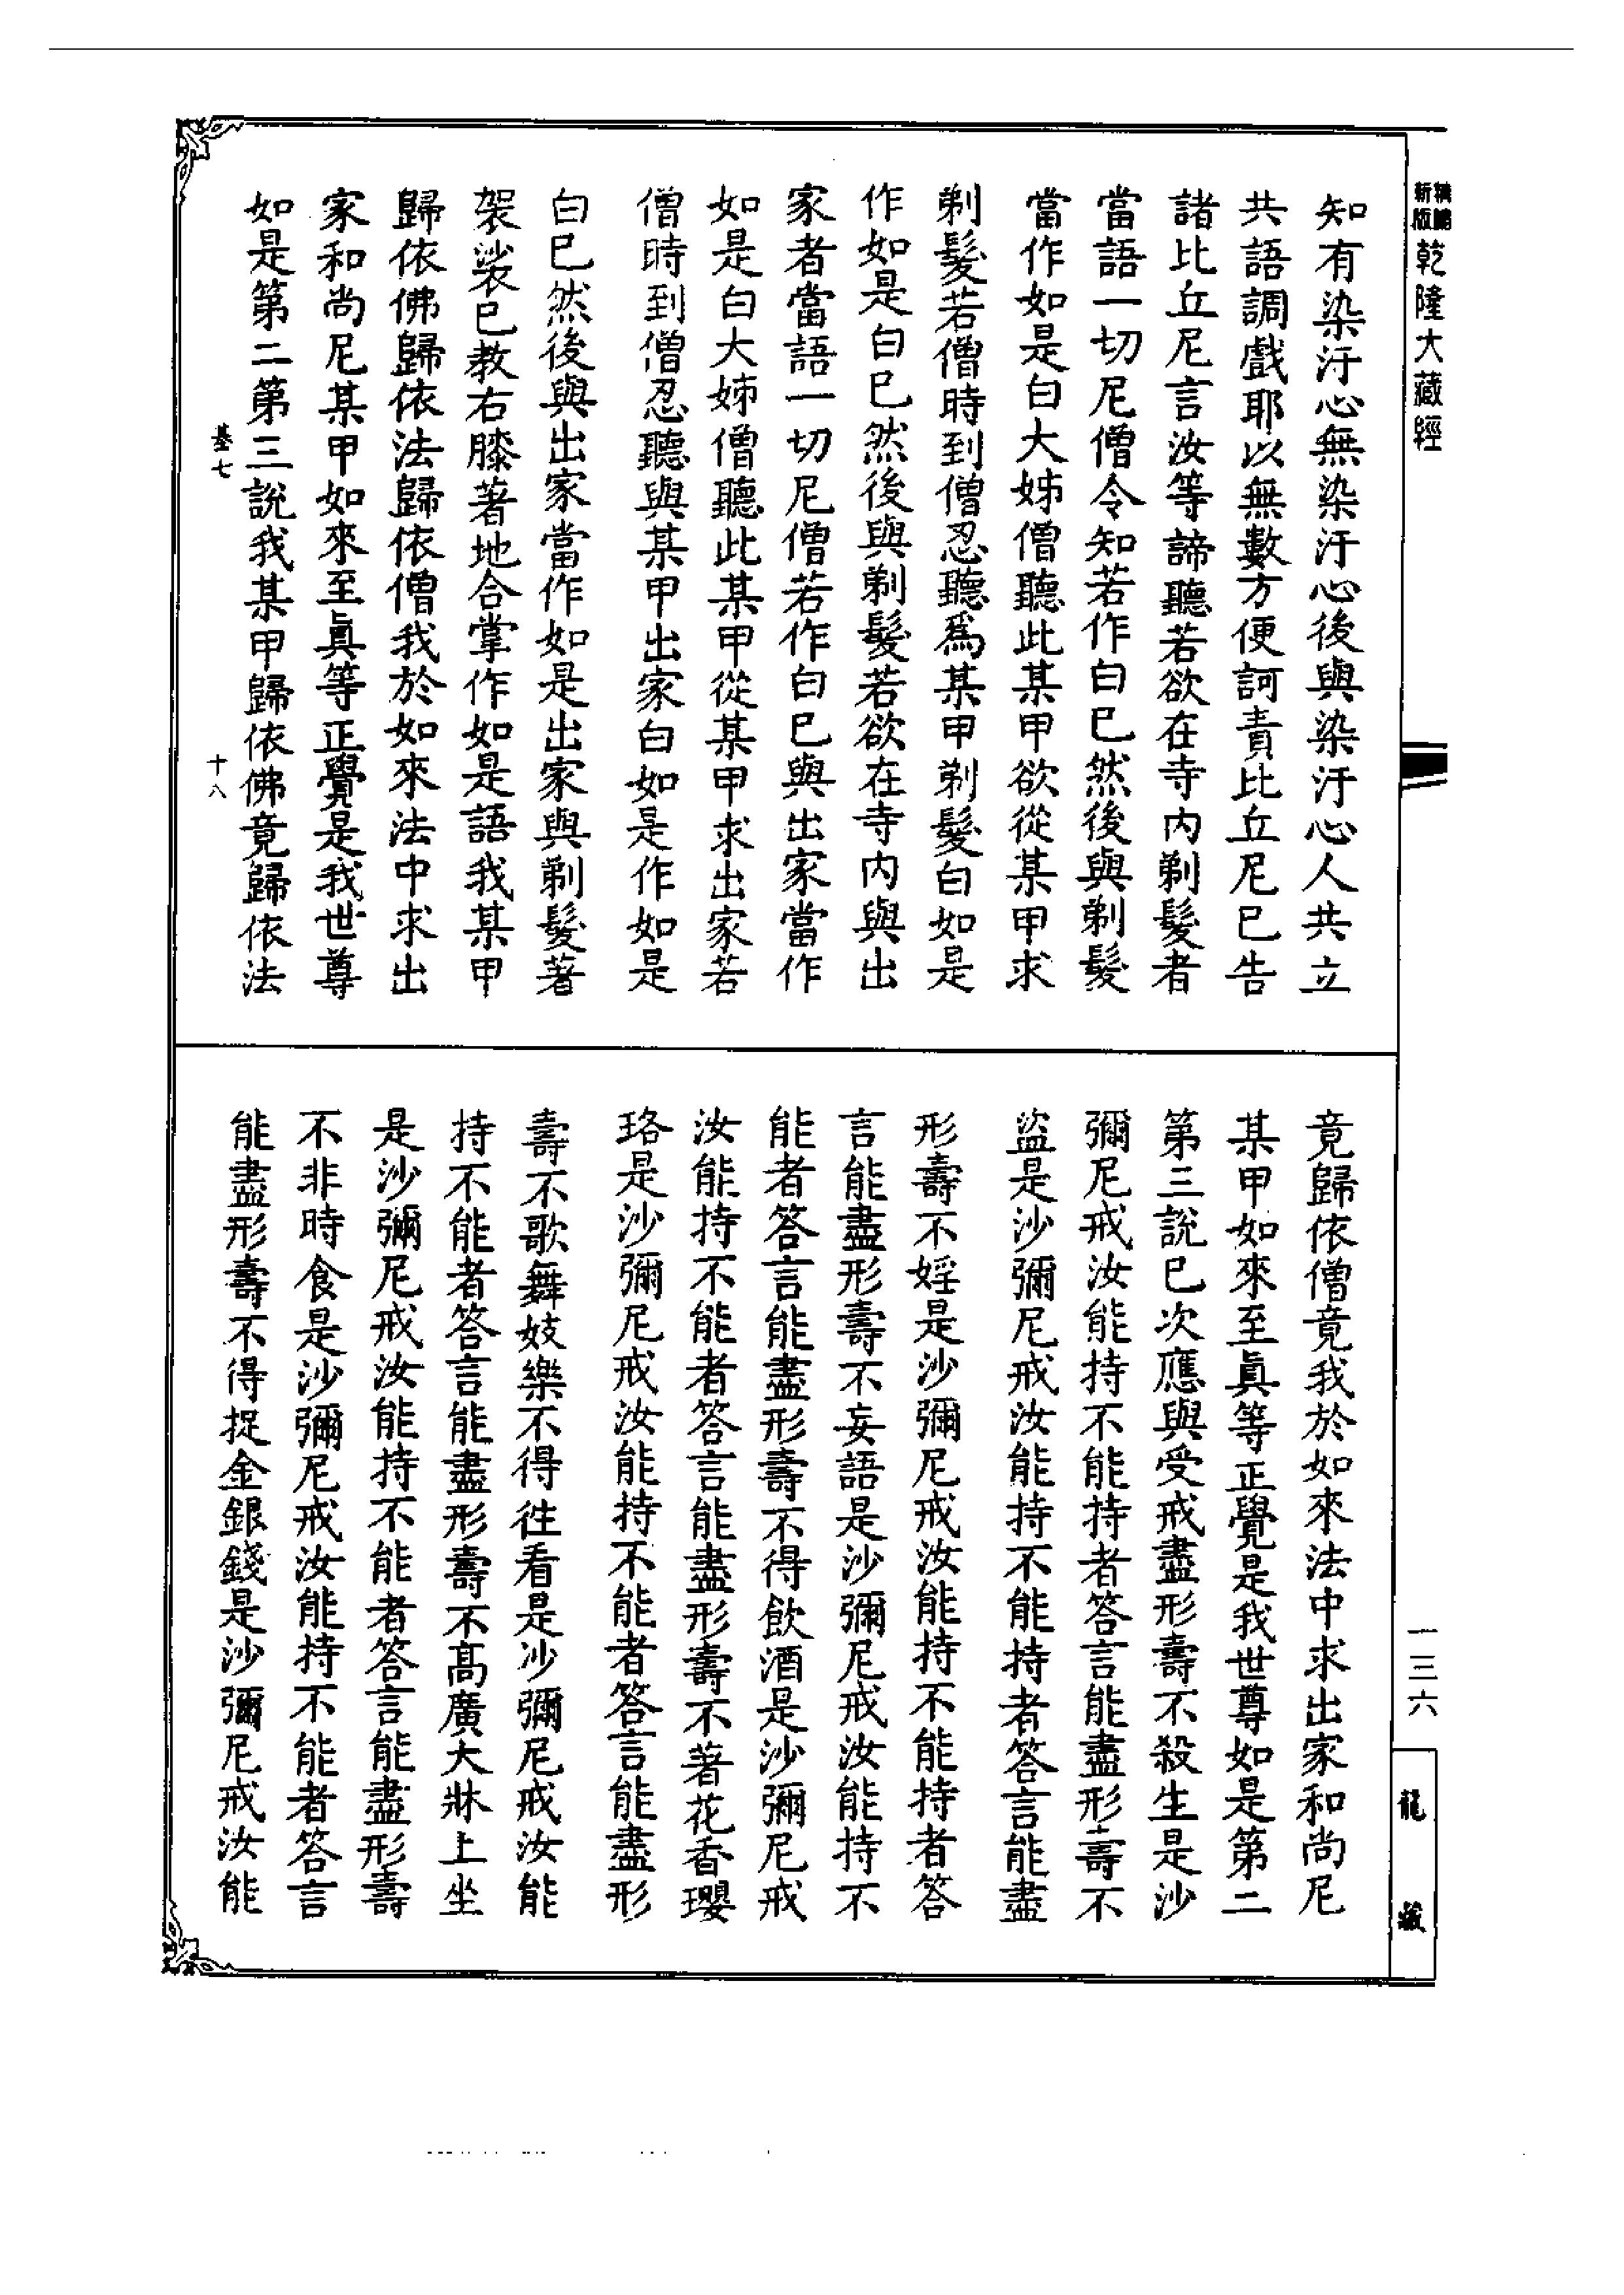 新版 精鏽 乾隆大藏經
知有染汙心無染汙心後與染汙心人共立
共語調戲耶以無數方便訶責比丘尼已告
諸比丘尼言汝等諦聽若欲在寺內剃髮者
當語一切尼僧令知若作白已然後與剃髮
當作如是白大姊僧聽此某甲欲從某甲求
剃髮若僧時到僧忍聽爲某甲剃髮白如是
作如是白已然後與剃髮若欲在寺內與出
家者當語一切尼僧若作白已與出家當作
如是白大姊僧聽此某甲從某甲求出家若
僧時到僧忍聽與某甲出家白如是作如是
白已然後與出家當作如是出家與剃髮著
袈裟已教右膝著地合掌作如是語我某甲
歸依佛歸依法歸依僧我於如來法中求出
家和尚尼某甲如來至眞等正覺是我世尊
如是第二第三說我某甲歸依佛竟歸依法
基七 十八
竟歸依僧竟我於如來法中求出家和尚尼
某甲如來至眞等正覺是我世尊如是第二
第三說已次應與受戒盡形壽不殺生是沙
彌尼戒汝能持不能持者答言能盡形壽不
盜是沙彌尼戒汝能持不能持者答言能盡
形壽不婬是沙彌尼戒汝能持不能持者答
言能盡形壽不妄語是沙彌尼戒汝能持不
能者答言能盡形壽不得飲酒是沙彌尼戒
汝能持不能者答言能盡形壽不著花香瓔
珞是沙彌尼戒汝能持不能者答言能盡形
壽不歌舞妓樂不得往看是沙彌尼戒汝能
持不能者答言能盡形壽不高廣大牀上坐
是沙彌尼戒汝能持不能者答言能盡形壽
不非時食是沙彌尼戒汝能持不能者答言
能盡形壽不得捉金銀錢是沙彌尼戒汝能
一三六
龍藏